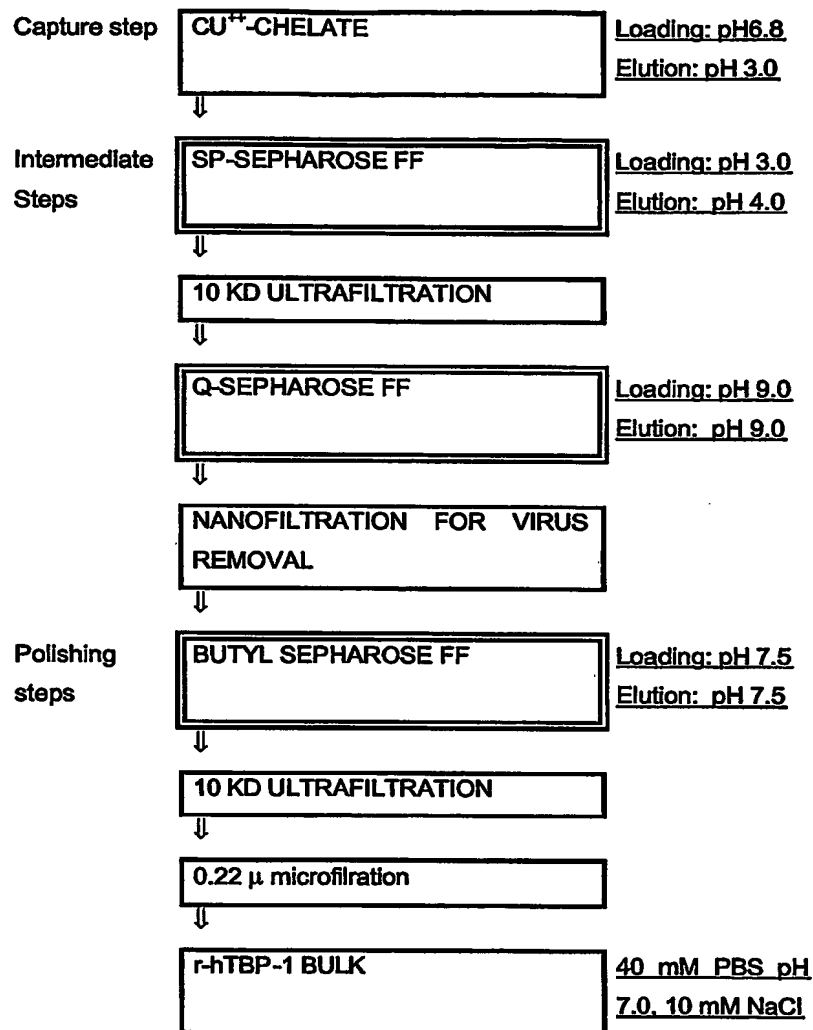 Capture step CU++-CHELATE Loading: pH6.8
Elution: pH 3.0
⇓
Intermediate SP-SEPHAROSE FF Loading: pH 3.0
Steps Elution: pH 4.0
⇓
10 KD ULTRAFILTRATION
⇓
Q-SEPHAROSE FF Loading: pH 9.0
Elution: pH 9.0
⇓
NANOFILTRATION FOR VIRUS
REMOVAL
⇓
Polishing BUTYL SEPHAROSE FF Loading: pH 7.5
steps Elution: pH 7.5
⇓
10 KD ULTRAFILTRATION
⇓
0.22 μ microfilration
⇓
r-hTBP-1 BULK 40 mM PBS pH
7.0, 10 mM NaCl